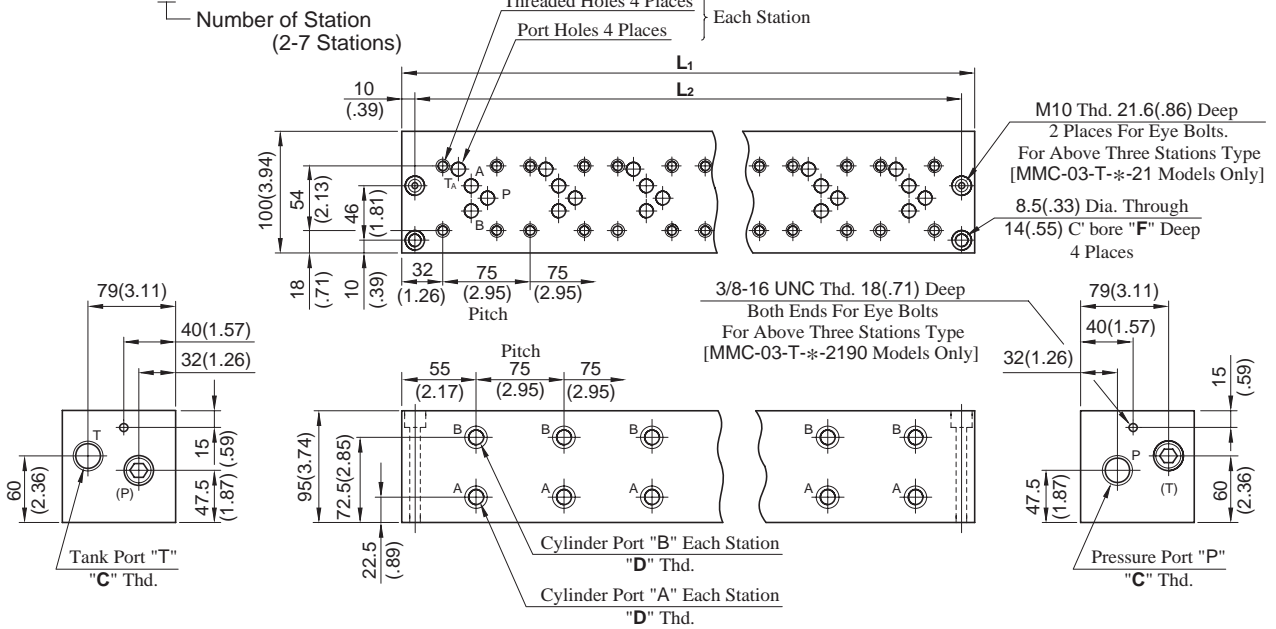 Number of Station
(2-7 Stations)
Threaded Holes 4 Places
Port Holes 4 Places
Each Station
L1
L2
10
(.39)
100(3.94)
54
(2.13)
46
(1.81)
18
(.71)
10
(.39)
TA
A
P
B
32
(1.26)
75
(2.95)
Pitch
75
(2.95)
M10 Thd. 21.6(.86) Deep
2 Places For Eye Bolts.
For Above Three Stations Type
[MMC-03-T-*-21 Models Only]
8.5(.33) Dia. Through
14(.55) C' bore "F" Deep
4 Places
3/8-16 UNC Thd. 18(.71) Deep
Both Ends For Eye Bolts
For Above Three Stations Type
[MMC-03-T-*-2190 Models Only]
79(3.11)
40(1.57)
32(1.26)
T
(P)
15
(.59)
60
(2.36)
47.5
(1.87)
Tank Port "T"
"C" Thd.
Pitch
55
(2.17)
75
(2.95)
75
(2.95)
95(3.74)
72.5(2.85)
22.5
(.89)
B B B B B
A A A A A
Cylinder Port "B" Each Station
"D" Thd.
Cylinder Port "A" Each Station
"D" Thd.
79(3.11)
40(1.57)
32(1.26)
15
(.59)
P
(T)
47.5
(1.87)
60
(2.36)
Pressure Port "P"
"C" Thd.